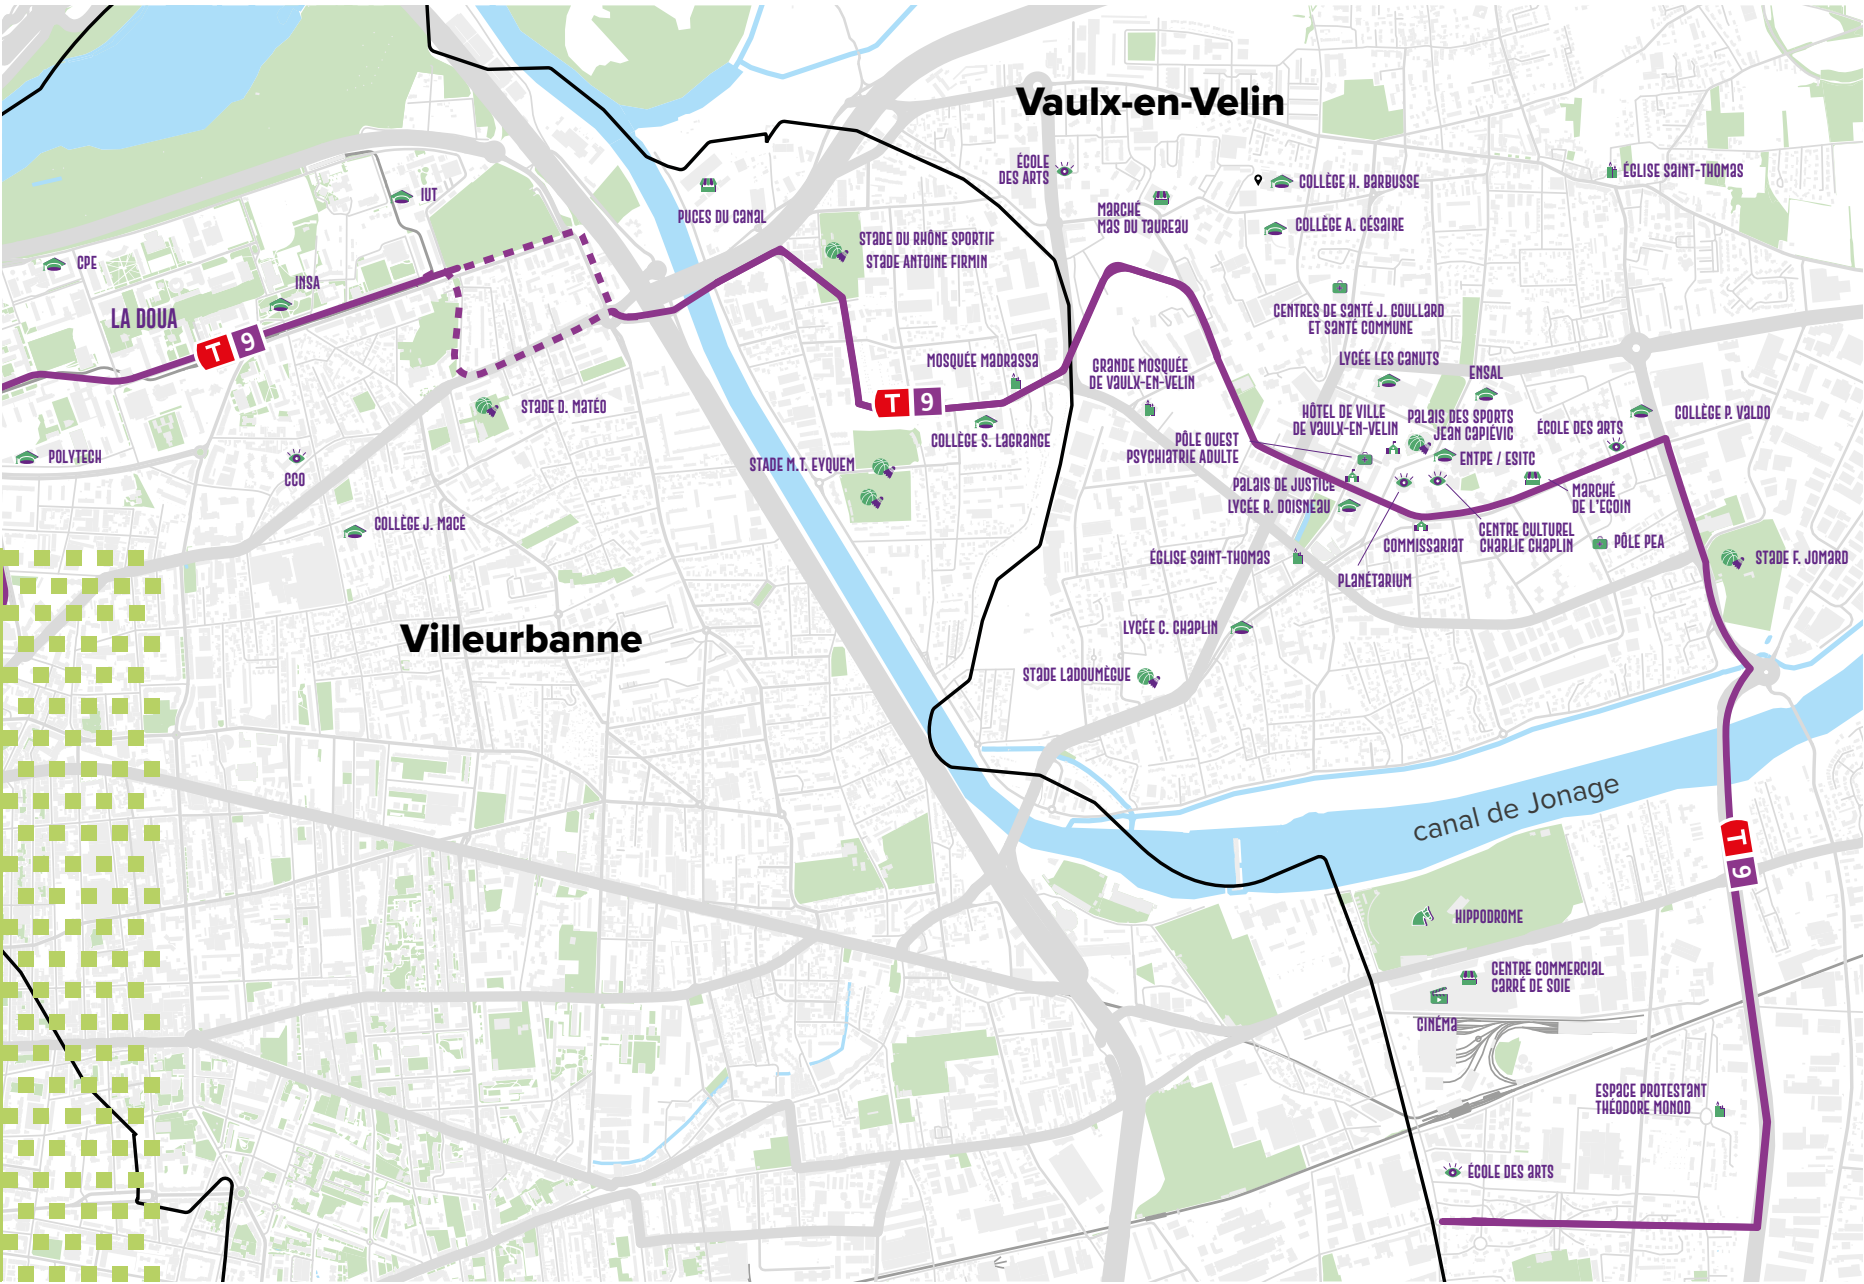 Vaulx-en-Velin
ÉCOLE
DES ARTS
ÉGLISE SAINT-THOMAS
COLLÈGE H. BARBUSSE
IUT
PUCES DU CANAL
MARCHÉ
MAS DU TAUREAU
COLLÈGE A. CÉSAIRE
STADE DU RHÔNE SPORTIF
STADE ANTOINE FIRMIN
CPE
INSA
LA DOUA
T 9
CENTRES DE SANTÉ J. GOULLARD
ET SANTÉ COMMUNE
MOSQUÉE MADRASSA
GRANDE MOSQUÉE
DE VAULX-EN-VELIN
LYCÉE LES CANUTS
ENSAL
T 9
STADE D. MATÉO
COLLÈGE S. LAGRANGE
HÔTEL DE VILLE
DE VAULX-EN-VELIN
PALAIS DES SPORTS
JEAN CAPIÉVIC
ÉCOLE DES ARTS
COLLÈGE P. VALDO
PÔLE OUEST
PSYCHIATRIE ADULTE
ENTPE / ESITC
POLYTECH
CCO
STADE M.T. EYQUEM
PALAIS DE JUSTICE
LYCÉE R. DOISNEAU
MARCHÉ
DE L'ECOIN
COLLÈGE J. MACÉ
COMMISSARIAT
CENTRE CULTUREL
CHARLIE CHAPLIN
PÔLE PEA
ÉGLISE SAINT-THOMAS
PLANÉTARIUM
STADE F. JOMARD
Villeurbanne
LYCÉE C. CHAPLIN
STADE LADOUMÈGUE
canal de Jonage
T 9
HIPPODROME
CENTRE COMMERCIAL
CARRÉ DE SOIE
CINÉMA
ESPACE PROTESTANT
THÉODORE MONOD
ÉCOLE DES ARTS